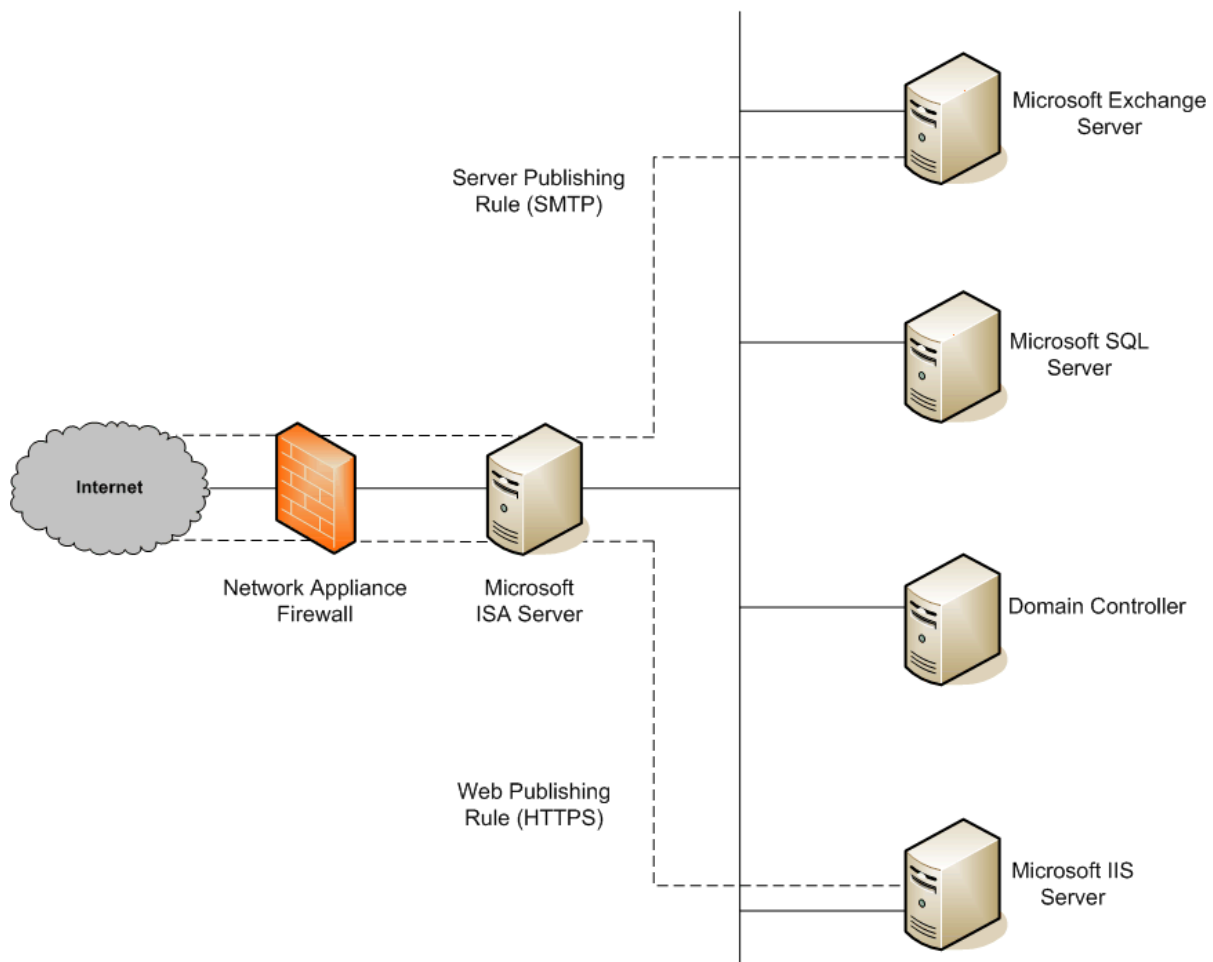 Microsoft Exchange
Server
Server Publishing
Rule (SMTP)
Microsoft SQL
Server
Internet
Network Appliance
Firewall
Microsoft
ISA Server
Domain Controller
Web Publishing
Rule (HTTPS)
Microsoft IIS
Server